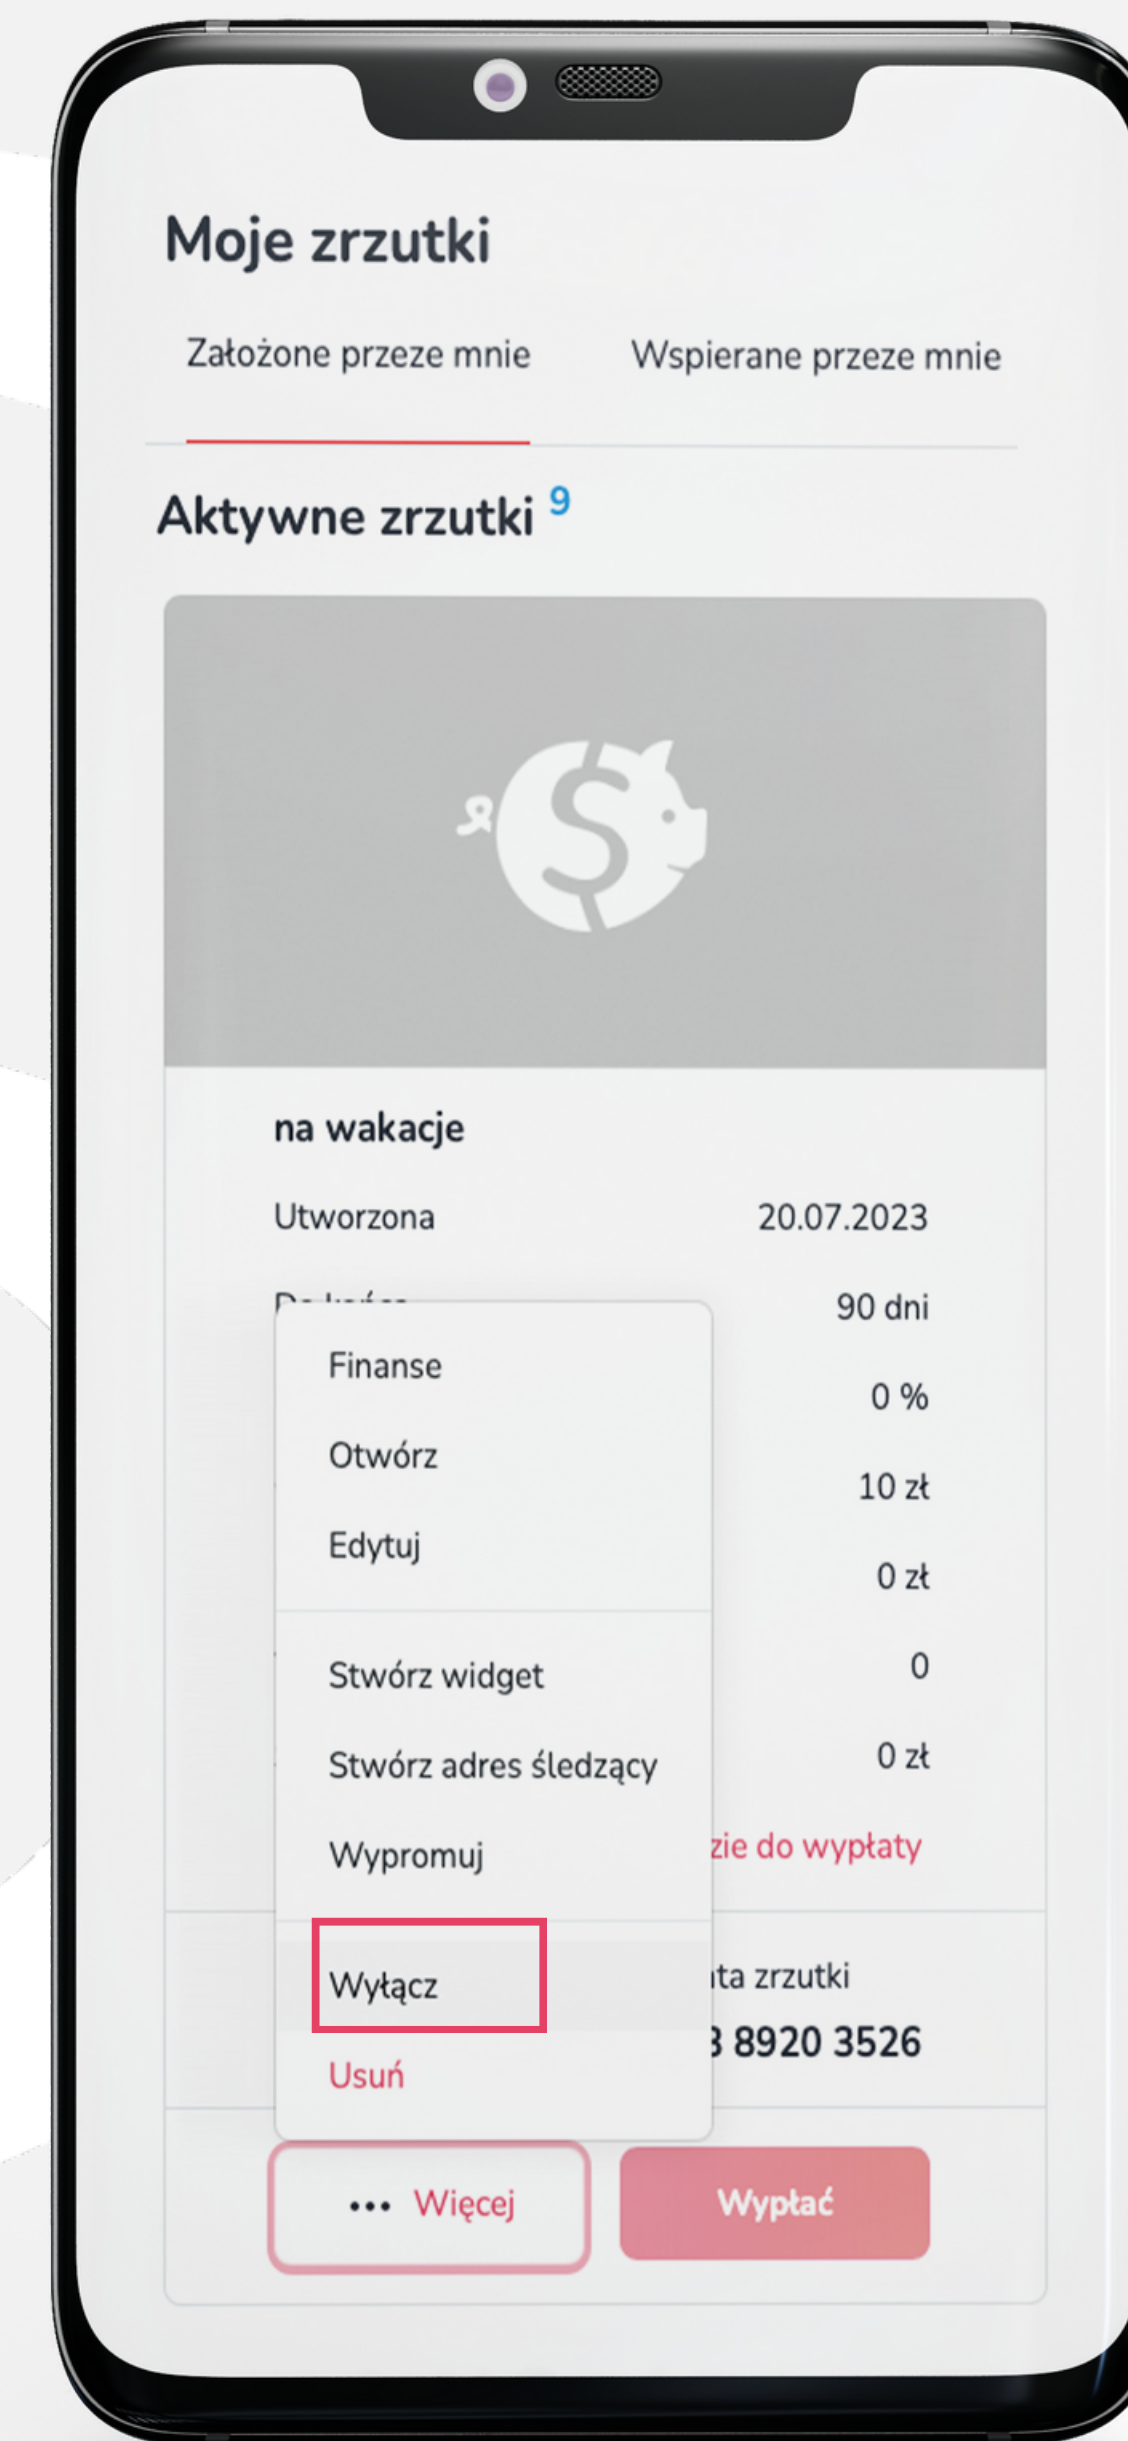 Moje zrzutki
Założone przeze mnie Wspierane przeze mnie
Aktywne zrzutki 9
na wakacje
Utworzona 20.07.2023
90 dni
Finanse
0 %
Otwórz
10 zł
Edytuj
0 zł
Stwórz widget
0
Stwórz adres śledzący
0 zł
Wypromuj
do wypłaty
Wyłącz
zrzutki
8920 3526
Usuń
••• Więcej
Wypłać